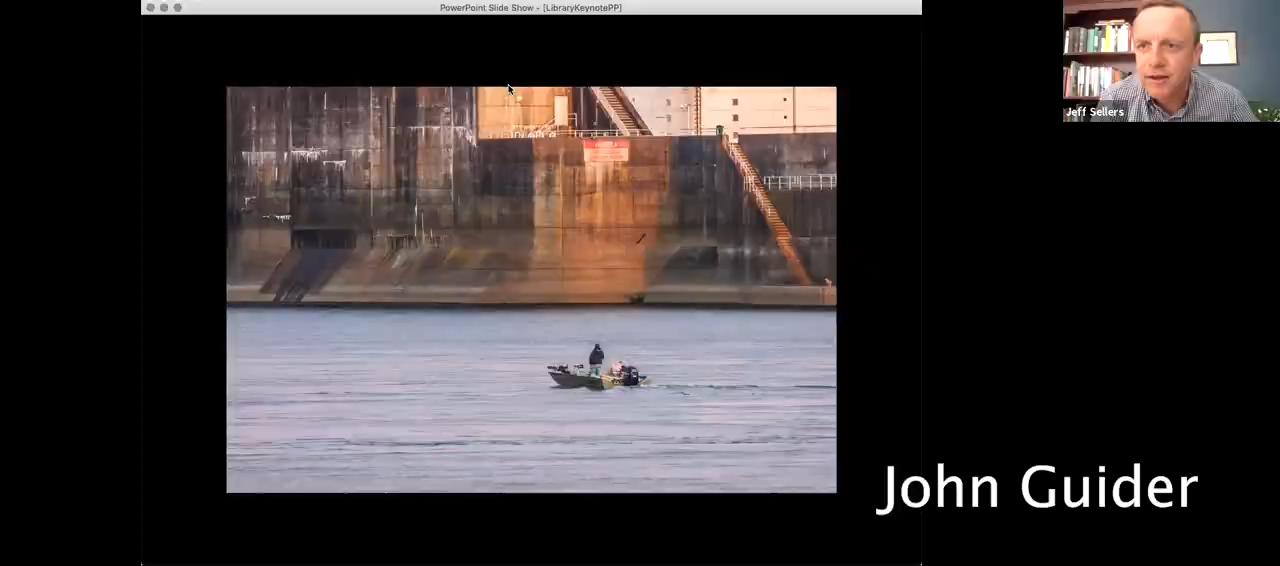 PowerPoint Slide Show - [LibraryKeynotePP]
Jeff Sellers
John Guider